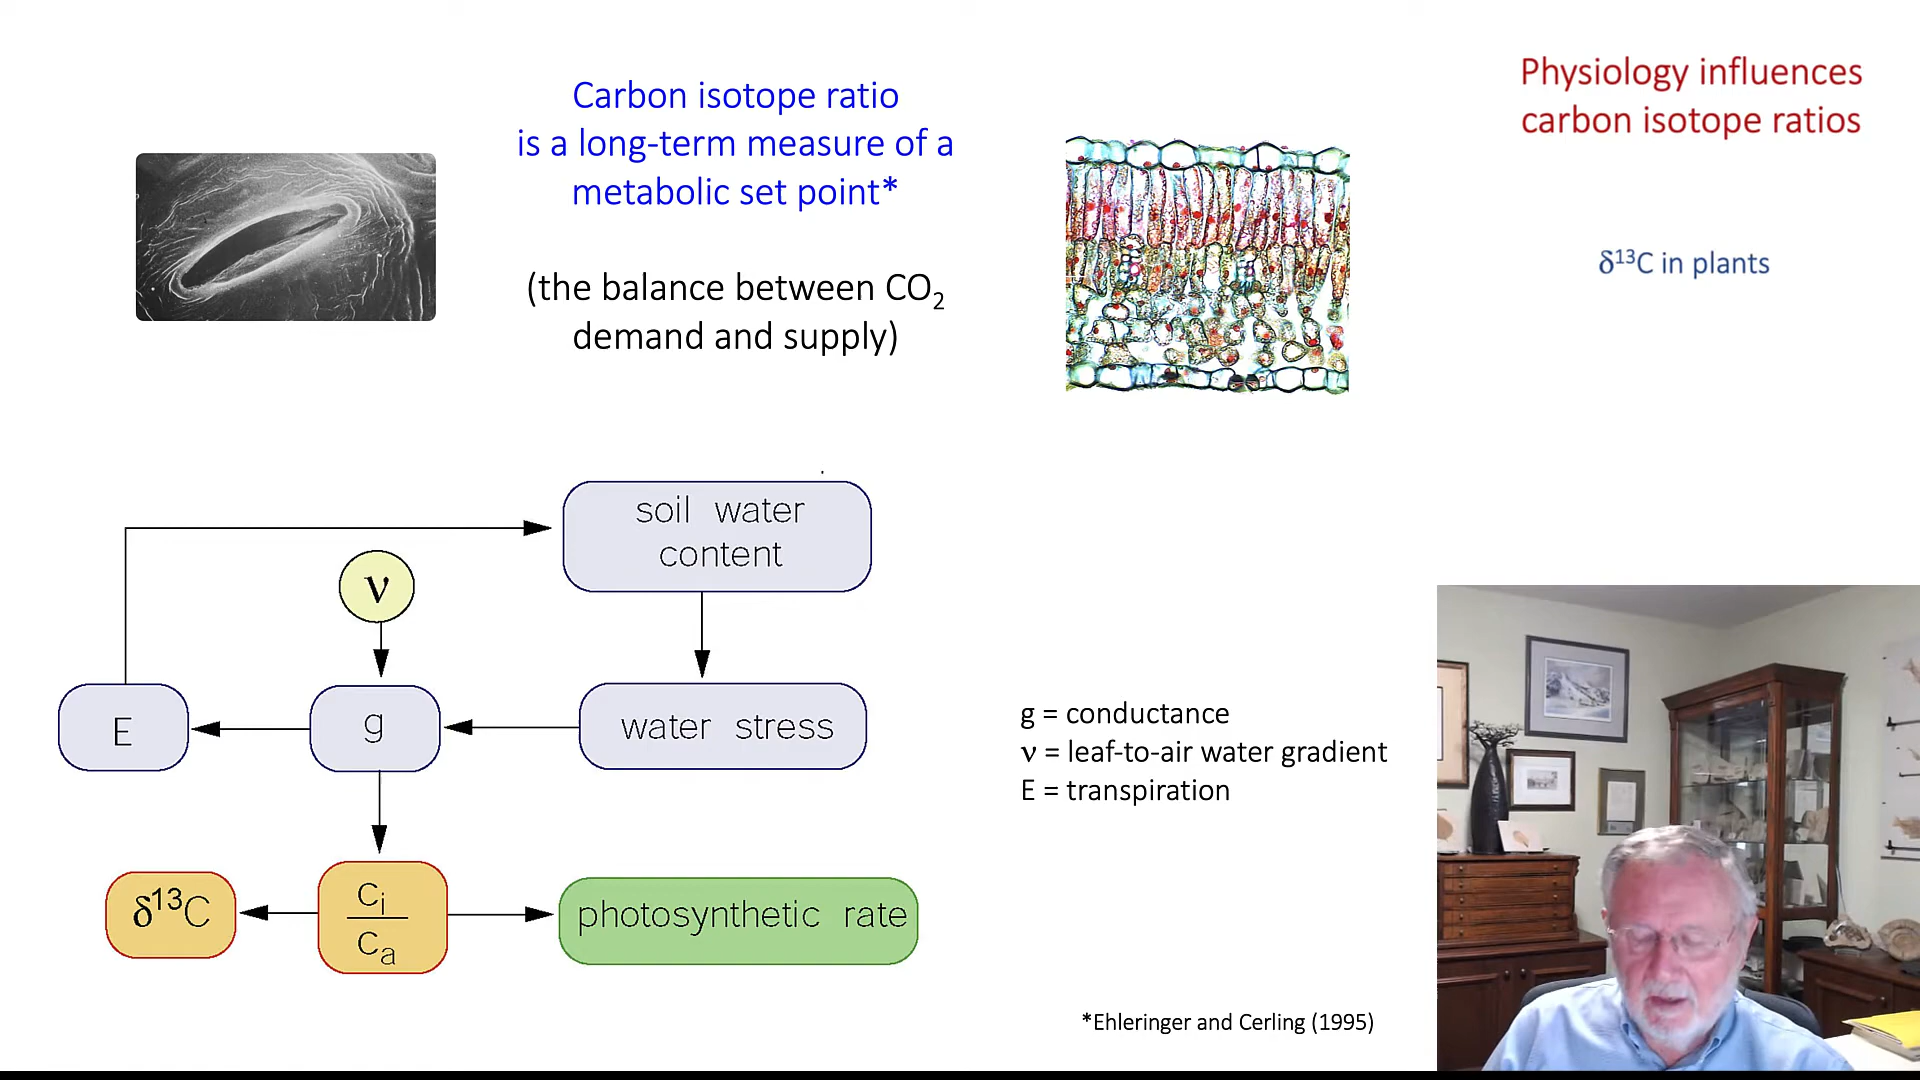 Carbon isotope ratio
is a long-term measure of a
metabolic set point*
(the balance between CO₂
demand and supply)
Physiology influences
carbon isotope ratios
δ¹³C in plants
soil water
content
ν
E
g
water stress
g = conductance
ν = leaf-to-air water gradient
E = transpiration
δ¹³C
cᵢ
cₐ
photosynthetic rate
*Ehleringer and Cerling (1995)